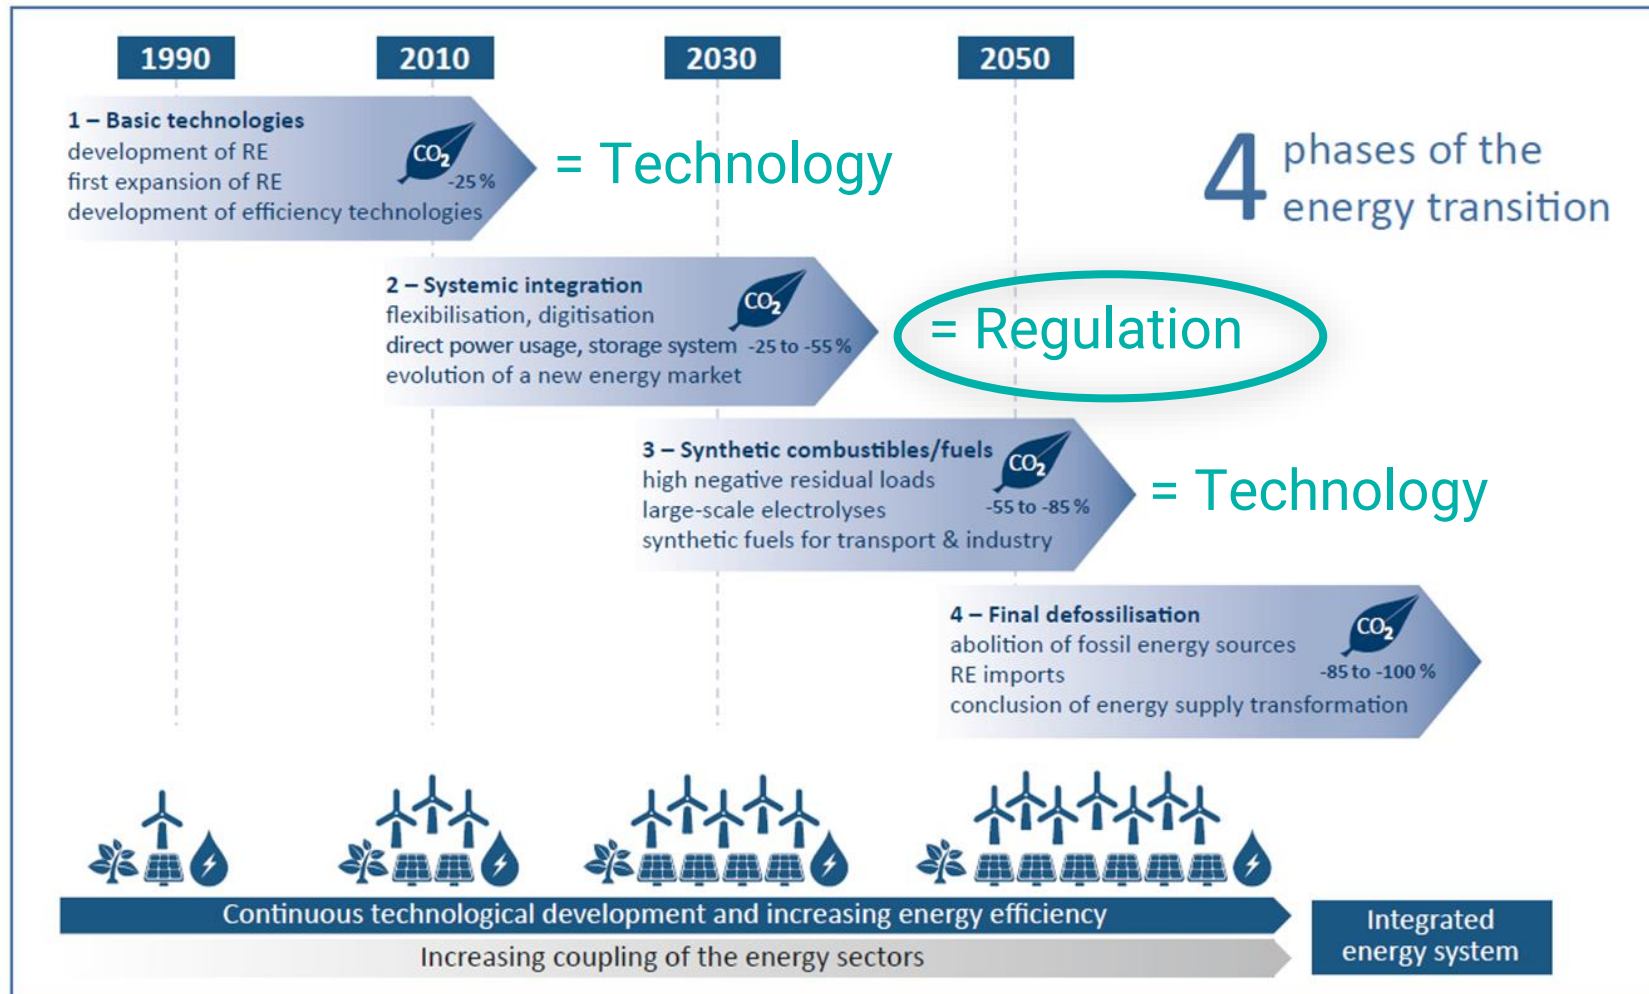 1990
2010
2030
2050
1 – Basic technologies
development of RE
first expansion of RE
development of efficiency technologies
CO₂
-25 %
= Technology
4 phases of the
energy transition
2 – Systemic integration
flexibilisation, digitisation
direct power usage, storage system
evolution of a new energy market
CO₂
-25 to -55 %
= Regulation
3 – Synthetic combustibles/fuels
high negative residual loads
large-scale electrolyses
synthetic fuels for transport & industry
CO₂
-55 to -85 %
= Technology
4 – Final defossilisation
abolition of fossil energy sources
RE imports
conclusion of energy supply transformation
CO₂
-85 to -100 %
Continuous technological development and increasing energy efficiency
Increasing coupling of the energy sectors
Integrated
energy system